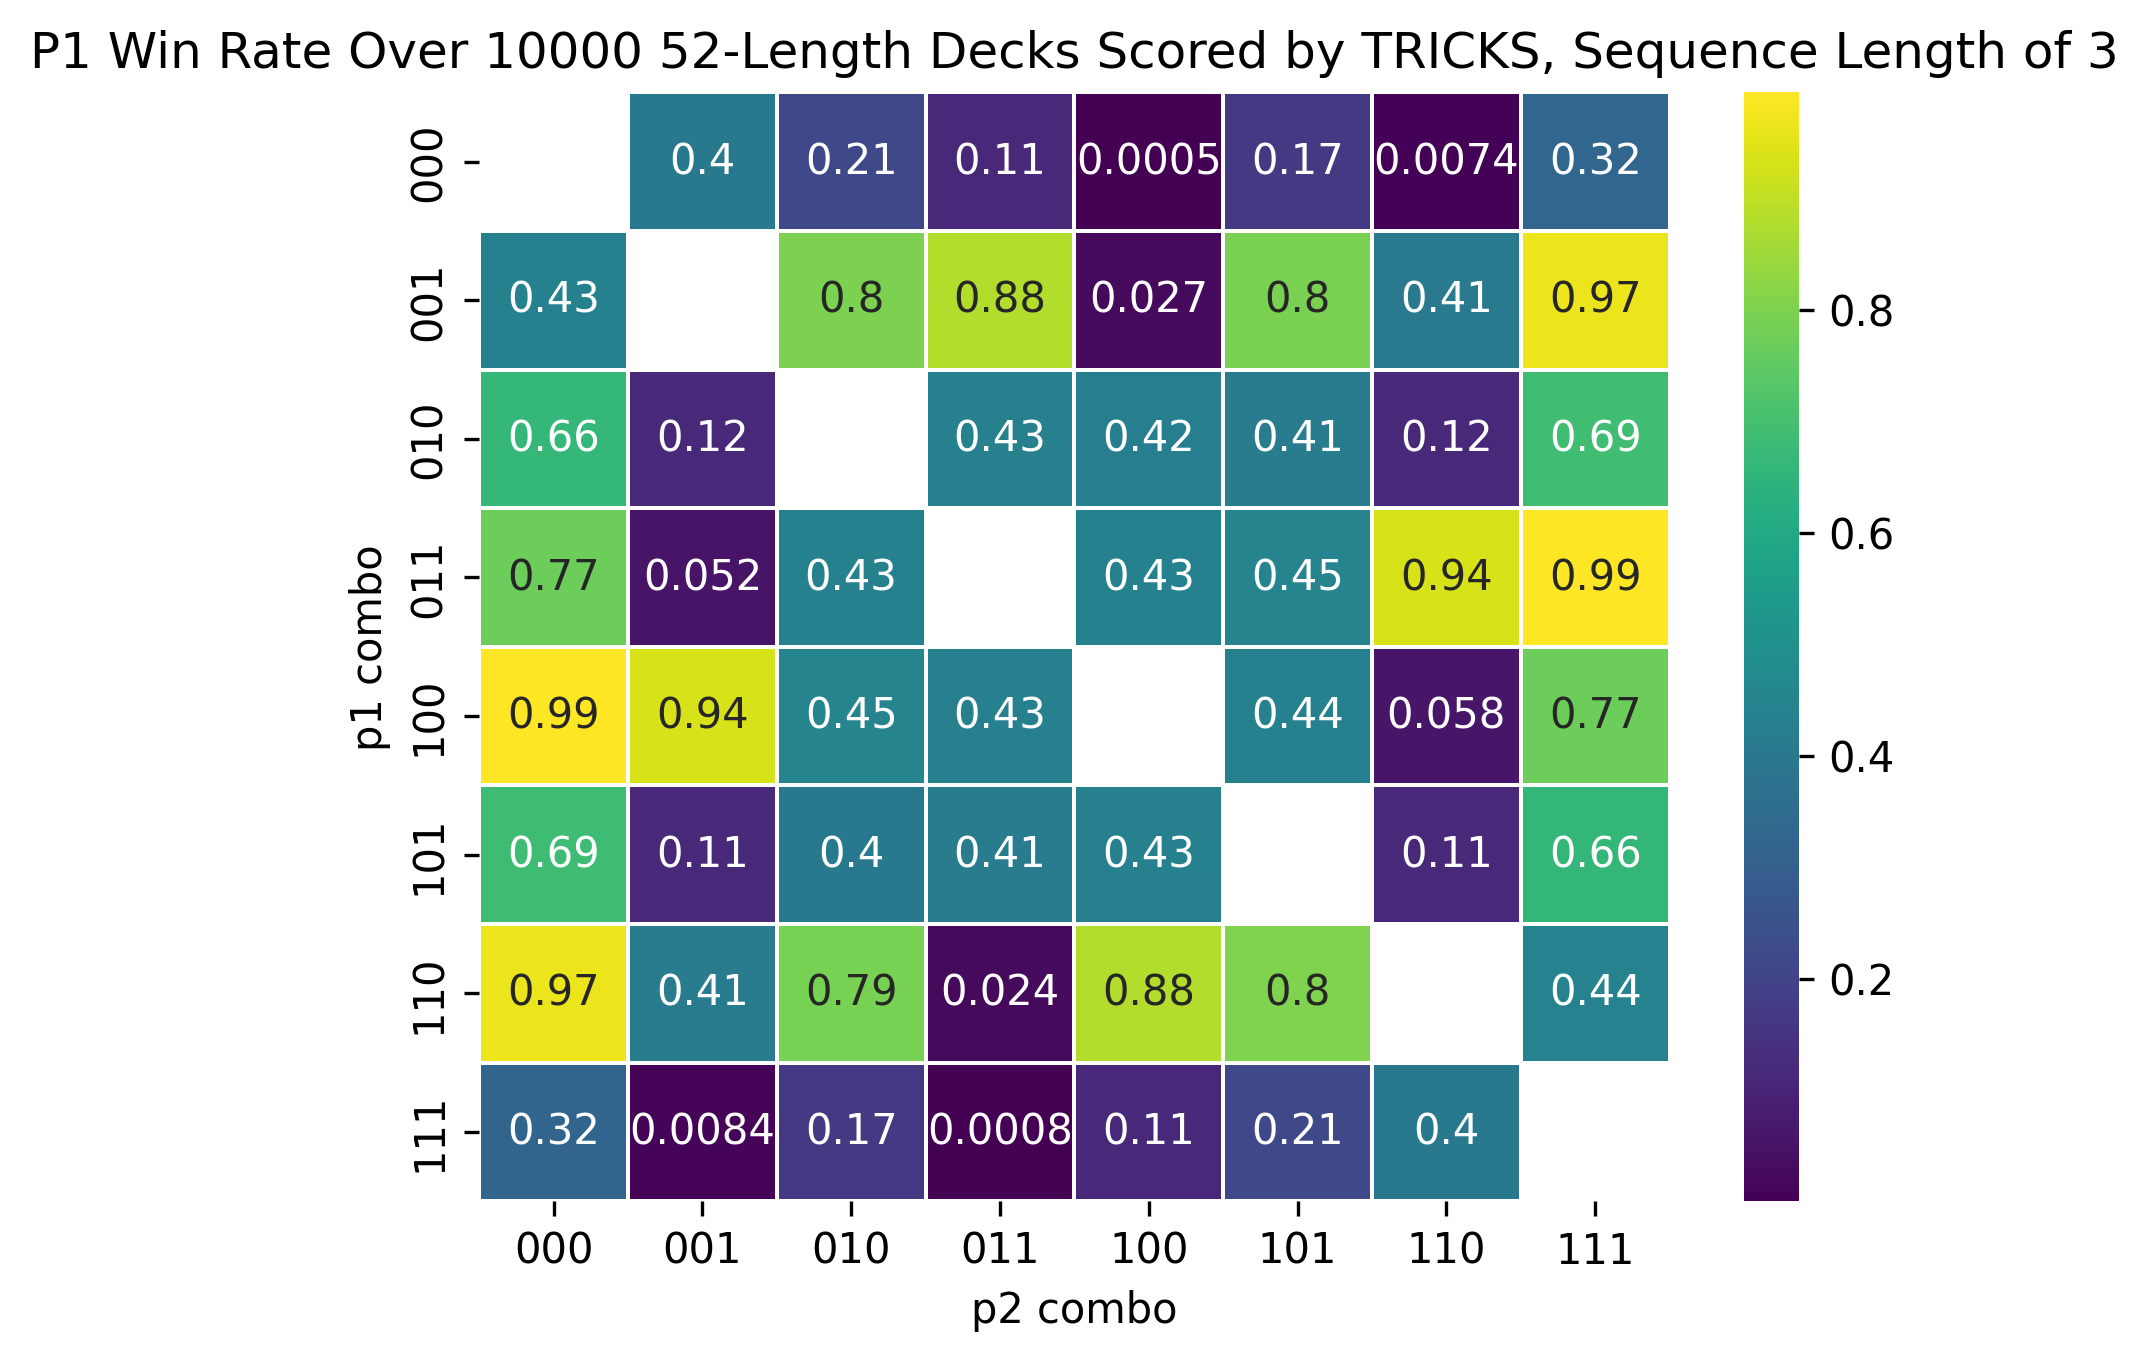 P1 Win Rate Over 10000 52-Length Decks Scored by TRICKS, Sequence Length of 3
000 0.4 0.21 0.11 0.0005 0.17 0.0074 0.32
001 0.43 0.8 0.88 0.027 0.8 0.41 0.97
010 0.66 0.12 0.43 0.42 0.41 0.12 0.69
011 0.77 0.052 0.43 0.43 0.45 0.94 0.99
100 0.99 0.94 0.45 0.43 0.44 0.058 0.77
101 0.69 0.11 0.4 0.41 0.43 0.11 0.66
110 0.97 0.41 0.79 0.024 0.88 0.8 0.44
111 0.32 0.0084 0.17 0.0008 0.11 0.21 0.4
000 001 010 011 100 101 110 111
p2 combo
p1 combo
0.8
0.6
0.4
0.2